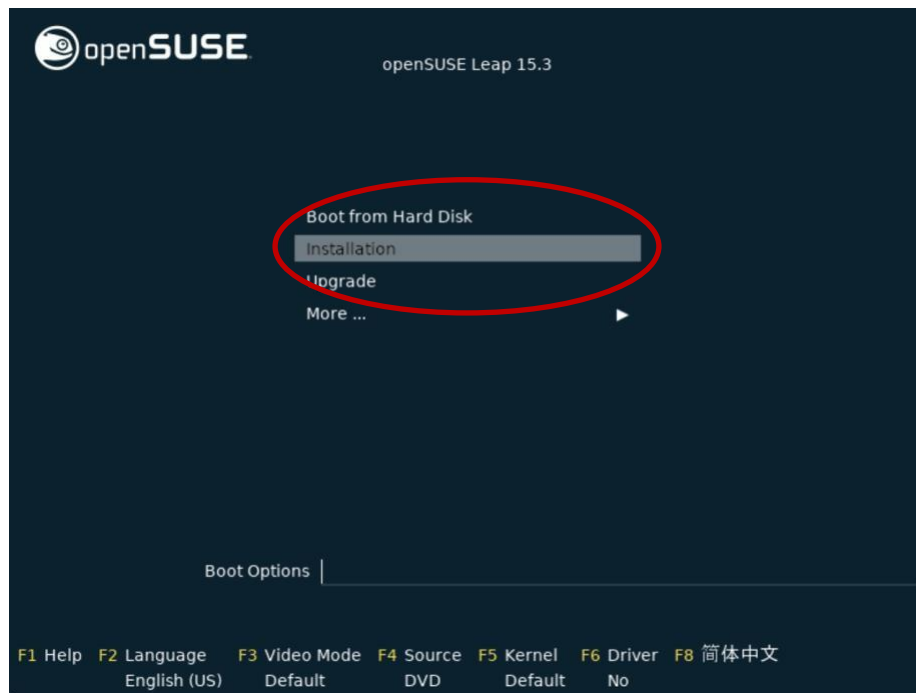 openSUSE
openSUSE Leap 15.3
Boot from Hard Disk
Installation
Upgrade
More ...
Boot Options
F1 Help F2 Language F3 Video Mode F4 Source F5 Kernel F6 Driver F8 简体中文
English (US) Default DVD Default No